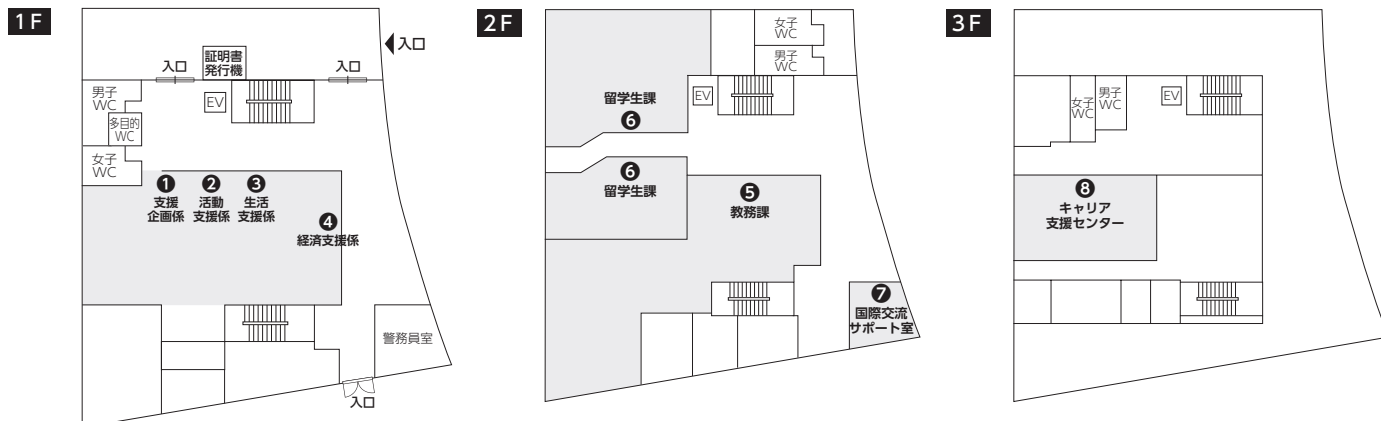 1F
入口
証明書
発行機
入口
入口
男子
WC
EV
多目的
WC
女子
WC
❶
支援
企画係
❷
活動
支援係
❸
生活
支援係
❹
経済支援係
警務員室
入口
2F
女子
WC
男子
WC
留学生課
❻
EV
❻
留学生課
❺
教務課
❼
国際交流
サポート室
3F
女子
WC
男子
WC
EV
❽
キャリア
支援センター